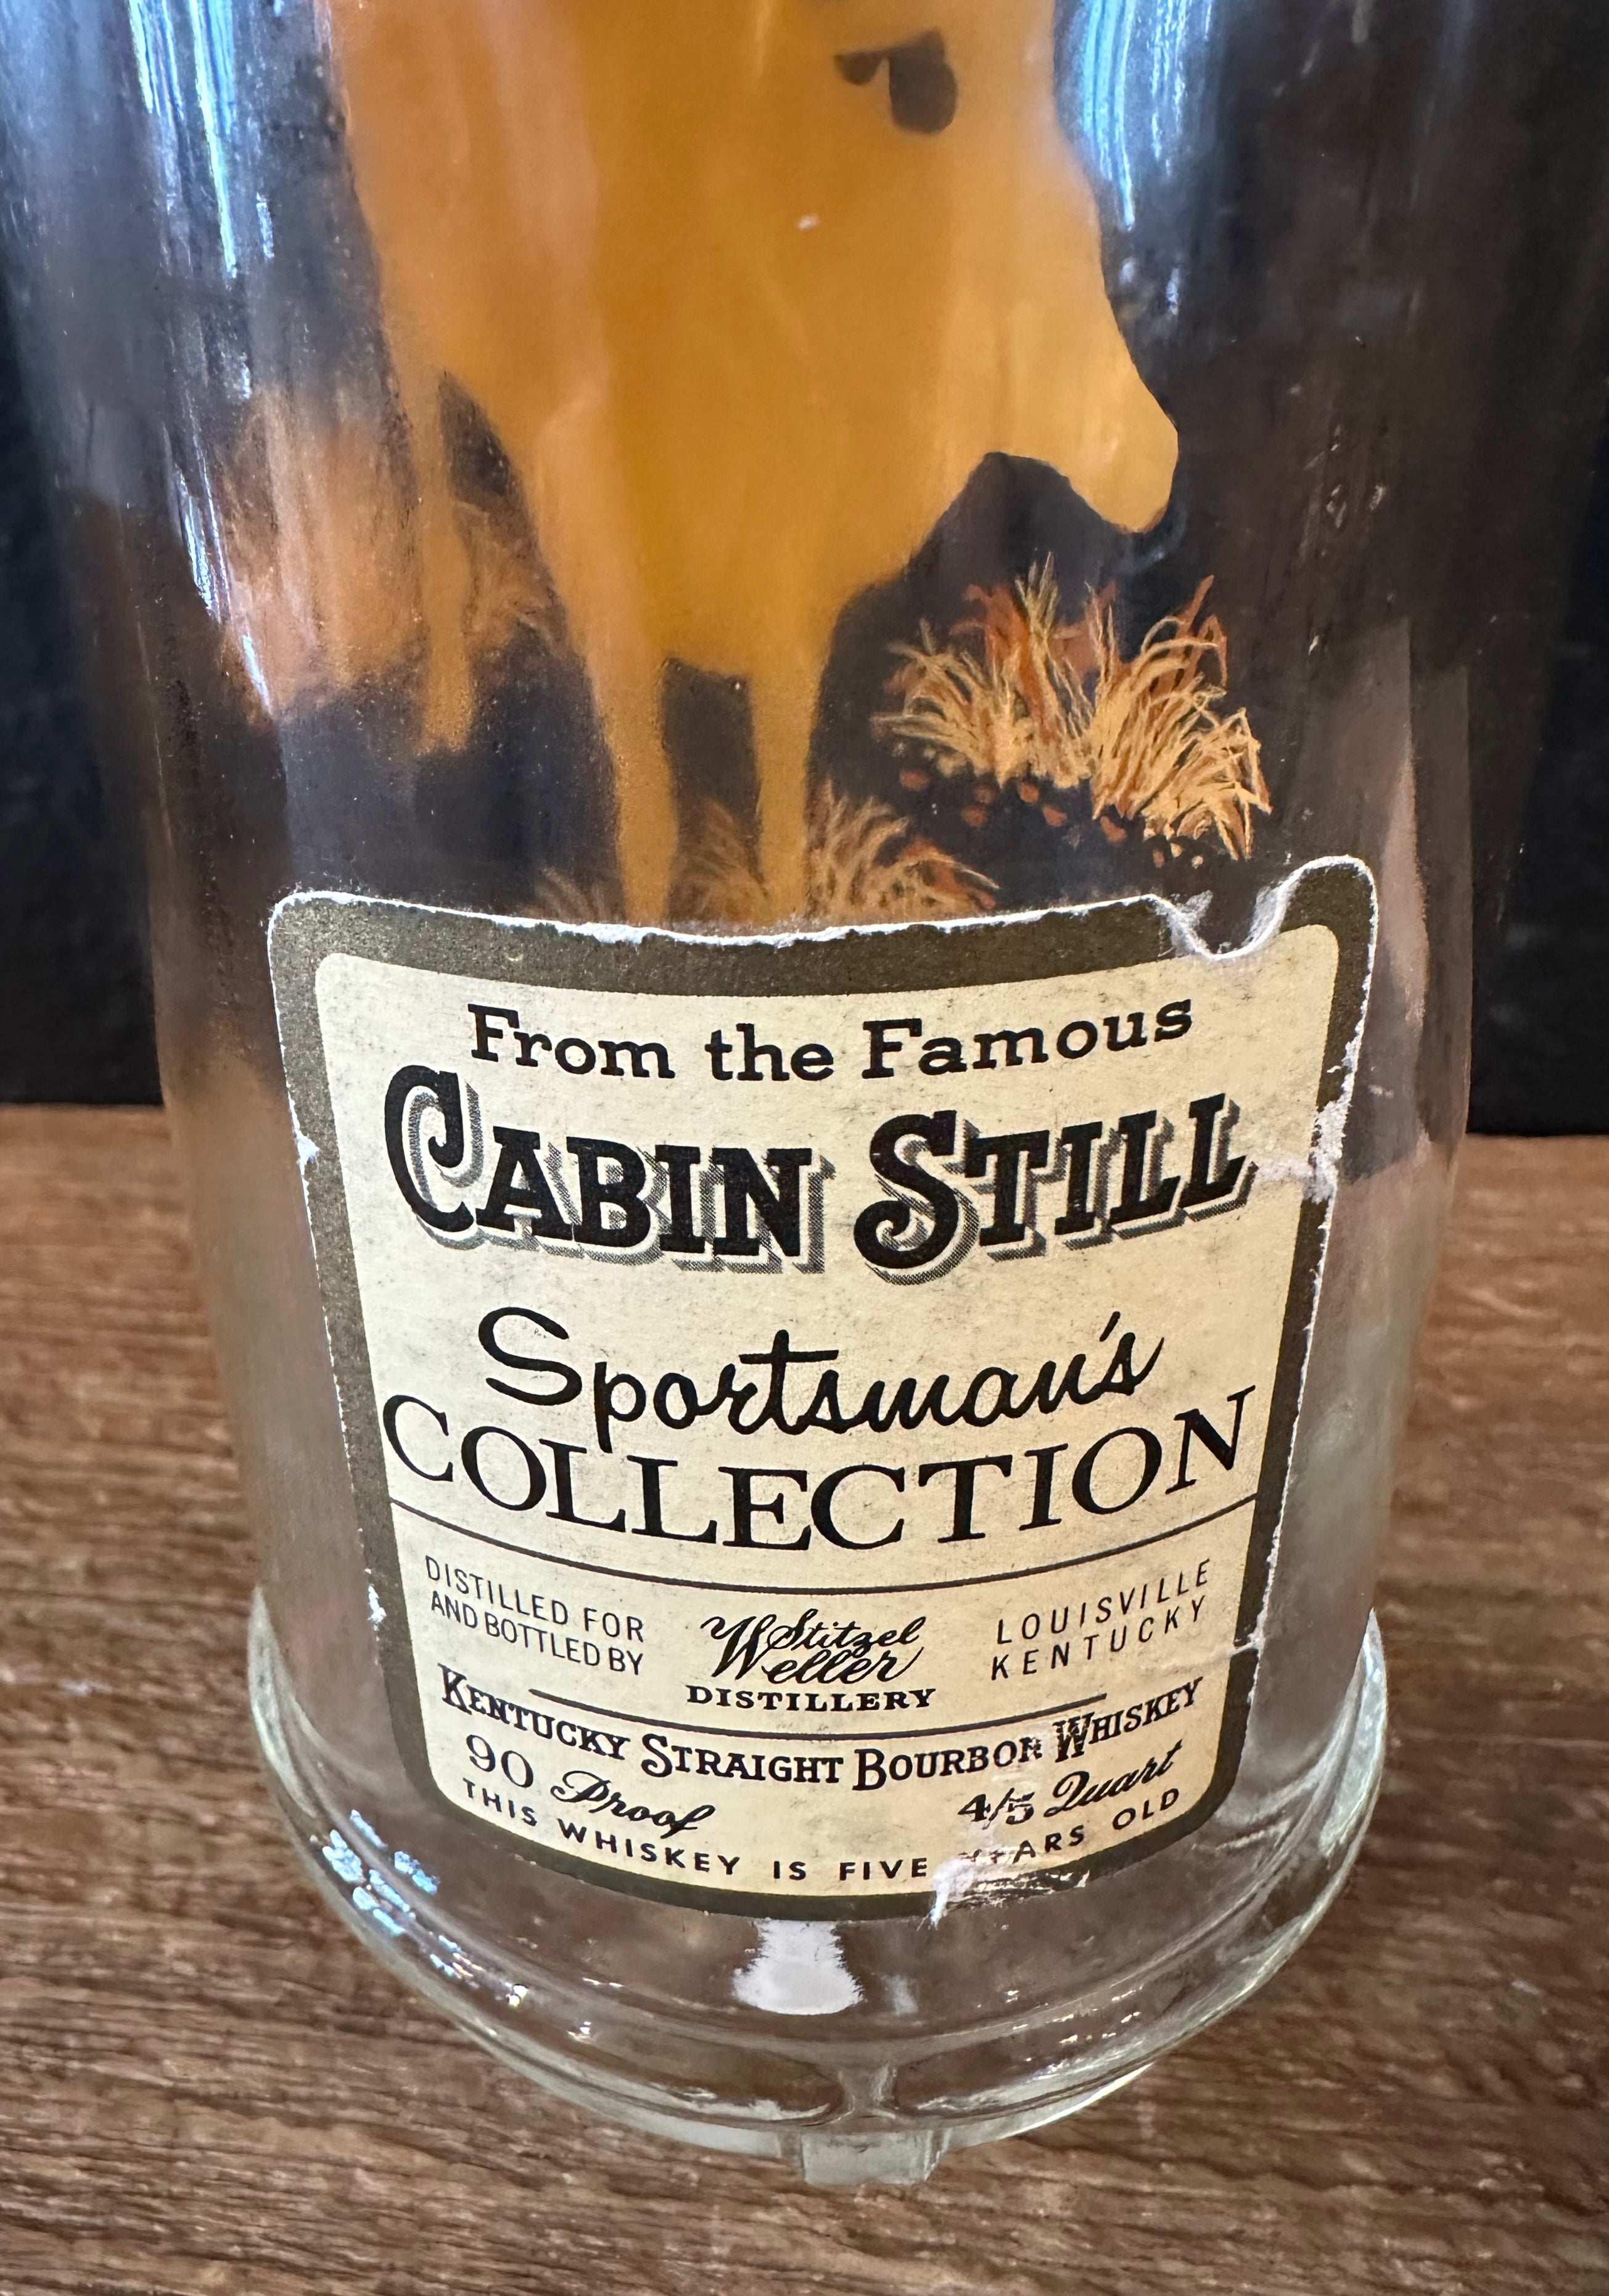 From the Famous
CABIN STILL
Sportsman's
COLLECTION
DISTILLED FOR
AND BOTTLED BY
Stitzel
Weller
DISTILLERY
LOUISVILLE
KENTUCKY
KENTUCKY STRAIGHT BOURBON WHISKEY
90 Proof 4/5 Quart
THIS WHISKEY IS FIVE YEARS OLD